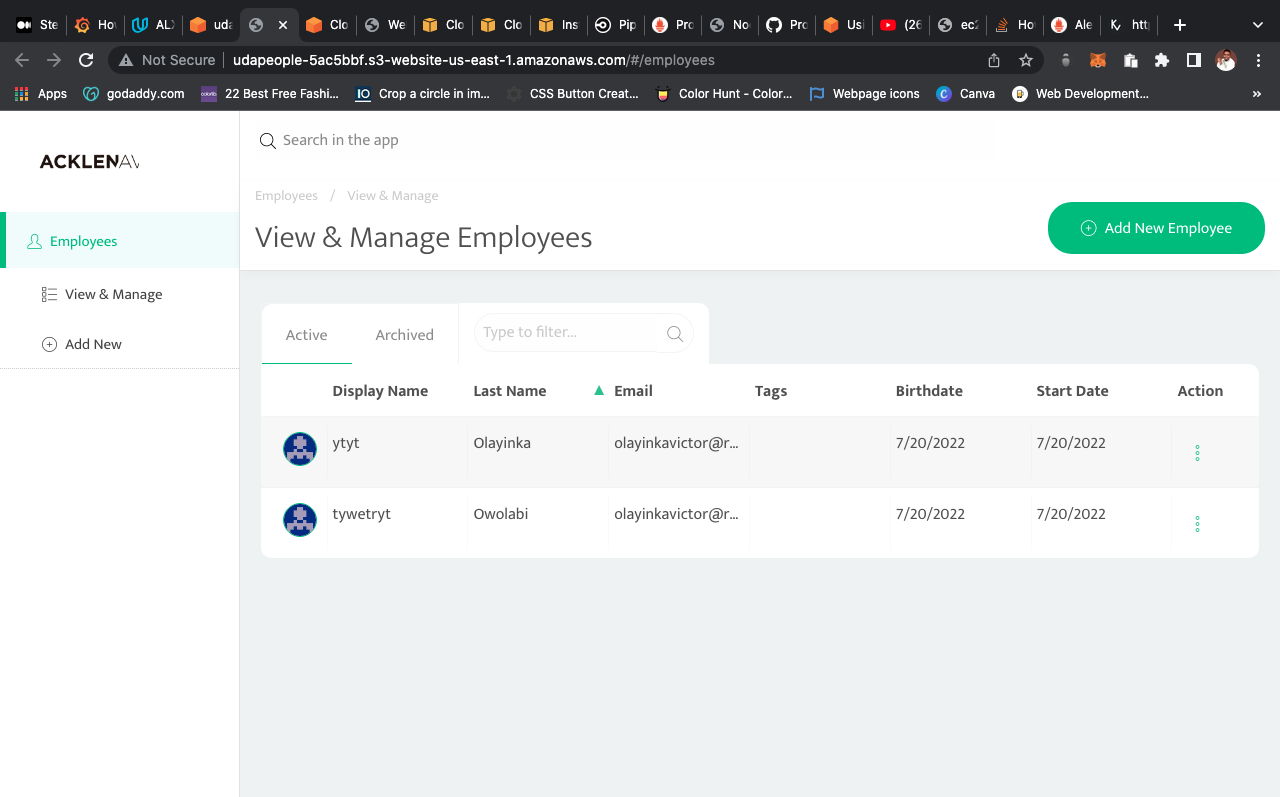 Ste Hov ALX uda Clo We Clo Clo Ins Pip Pro No Pro Usi (26 ec2 Ho Ale htt
Not Secure udapeople-5ac5bbf.s3-website-us-east-1.amazonaws.com/#/employees
Apps godaddy.com 22 Best Free Fashi... Crop a circle in im... CSS Button Creat... Color Hunt - Color... Webpage icons Canva Web Development... »
ACKLENAV
Search in the app
Employees / View & Manage
View & Manage Employees
Add New Employee
Employees
View & Manage
Add New
Active Archived Type to filter...
Display Name Last Name ▲ Email Tags Birthdate Start Date Action
ytyt Olayinka olayinkavictor@r... 7/20/2022 7/20/2022
tywetryt Owolabi olayinkavictor@r... 7/20/2022 7/20/2022